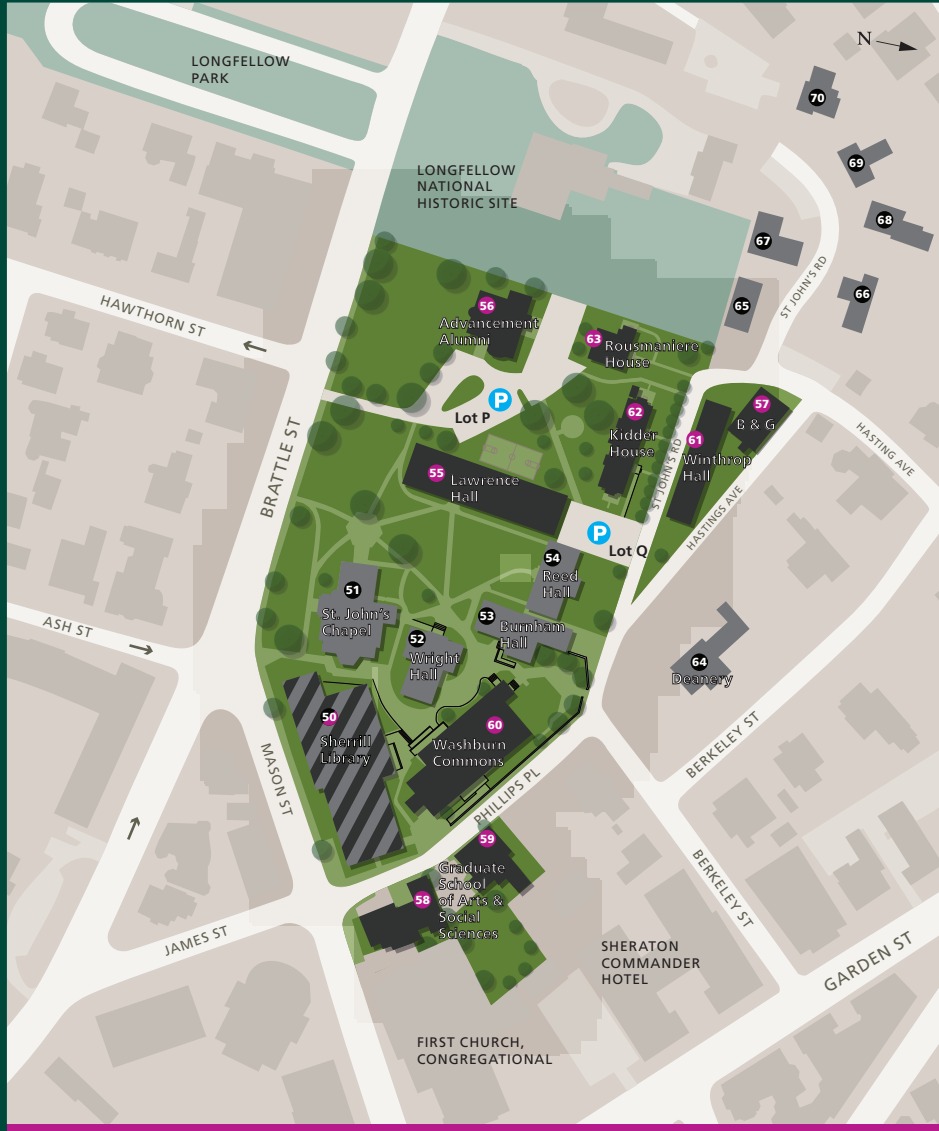 LONGFELLOW
PARK
N
70
69
68
67
66
65
LONGFELLOW
NATIONAL
HISTORIC SITE
ST JOHN'S RD
HAWTHORN ST
56
Advancement
Alumni
63
Rousmaniere
House
57
B & G
62
Kidder
House
61
Winthrop
Hall
P
Lot P
HASTING AVE
BRATTLE ST
55
Lawrence
Hall
ST JOHN'S RD
HASTINGS AVE
P
Lot Q
54
Reed
Hall
51
St. John's
Chapel
53
Burnham
Hall
52
Wright
Hall
ASH ST
64
Deanery
50
Sherrill
Library
60
Washburn
Commons
MASON ST
PHILLIPS PL
BERKELEY ST
59
Graduate
School
of Arts &
Social
Sciences
58
BERKELEY ST
JAMES ST
SHERATON
COMMANDER
HOTEL
GARDEN ST
FIRST CHURCH,
CONGREGATIONAL